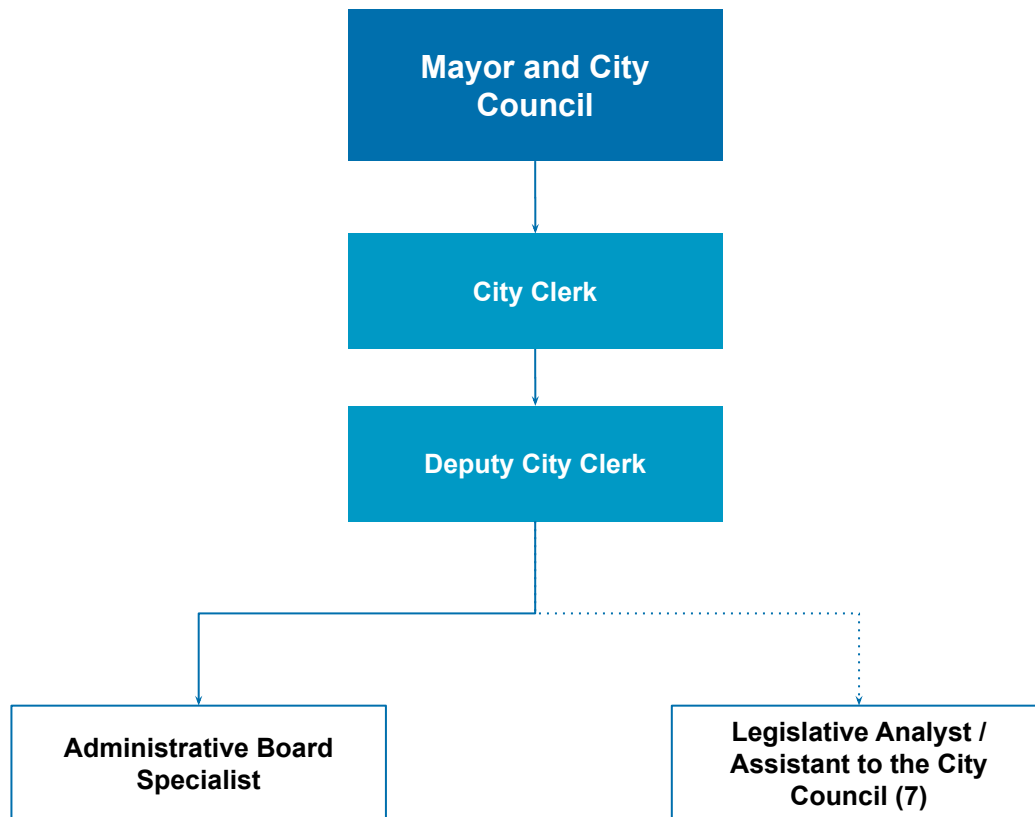 Mayor and City
Council
City Clerk
Deputy City Clerk
Administrative Board
Specialist
Legislative Analyst /
Assistant to the City
Council (7)